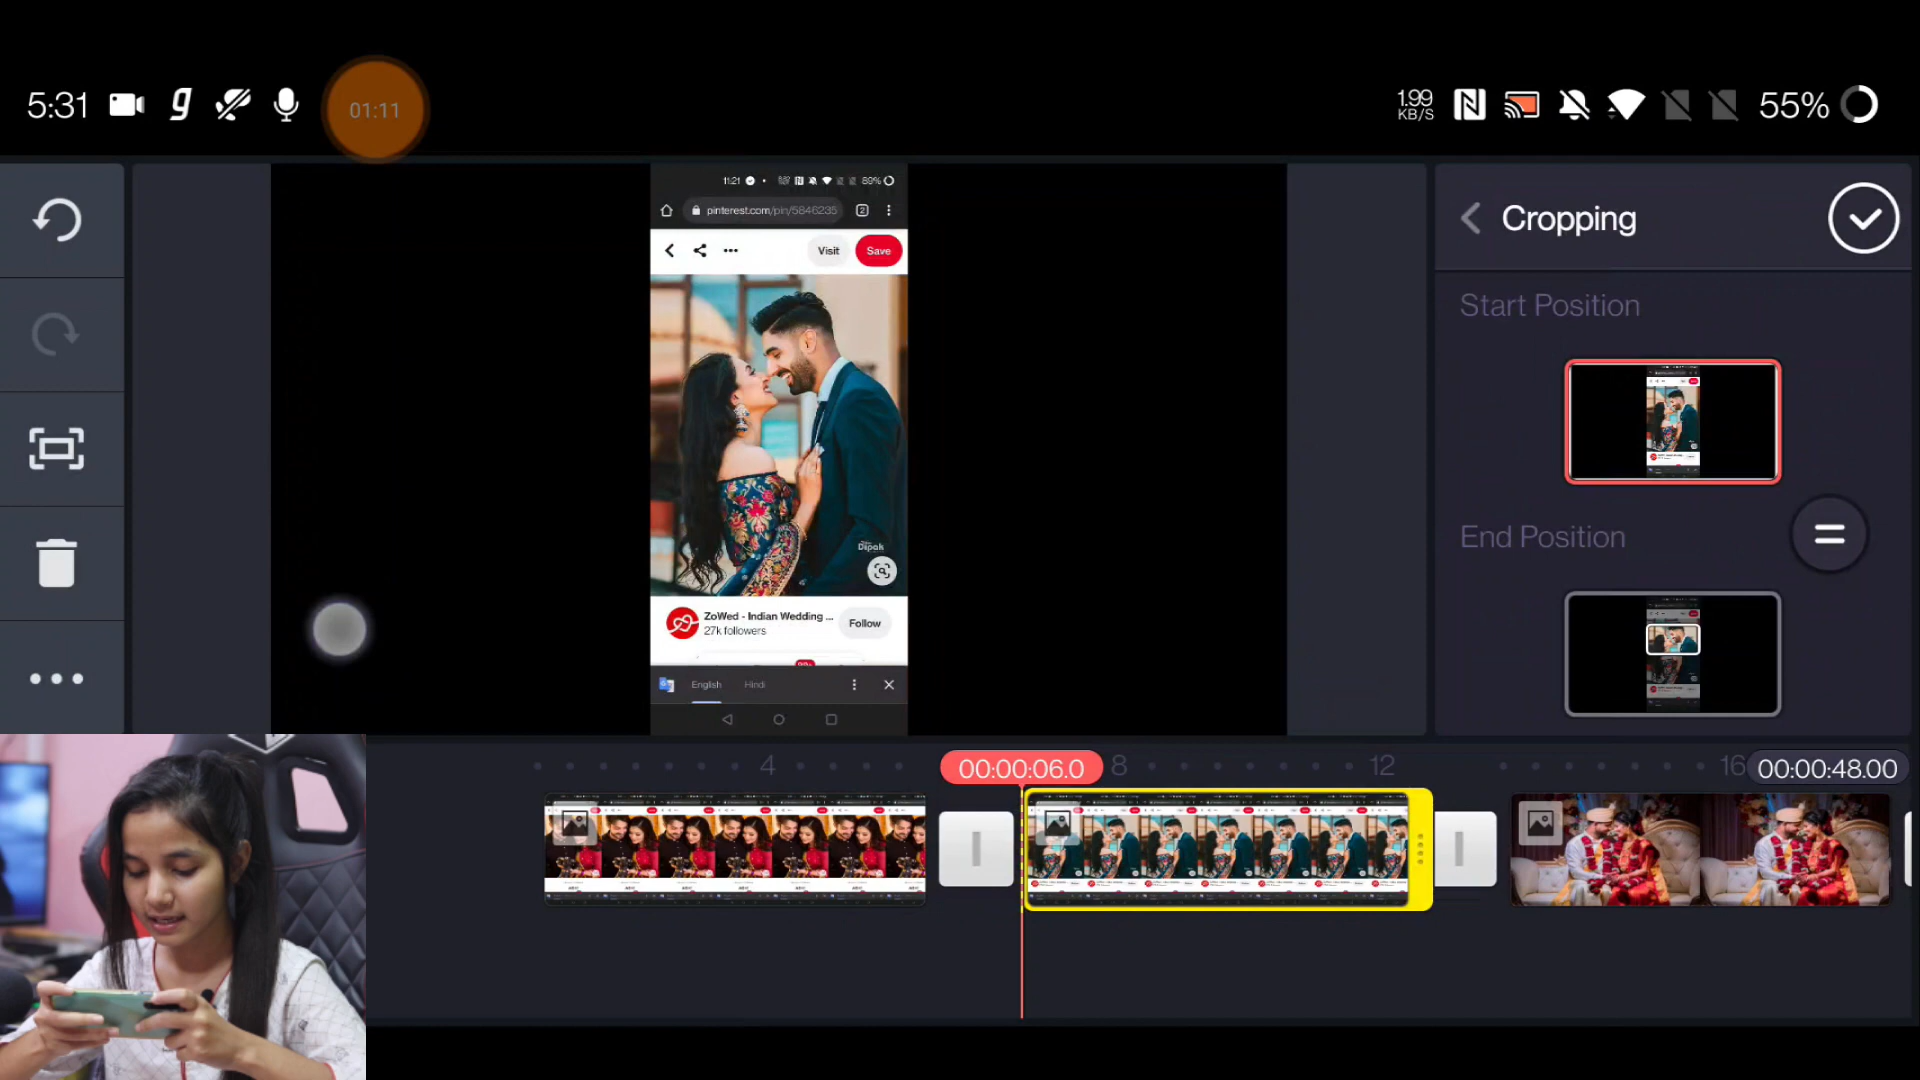 5:31
01:11
1.99
KB/S
55%
11:21
89%
pinterest.com/pin/5846235
2
Visit
Save
Dipak
ZoWed - Indian Wedding ...
27k followers
Follow
English
Hindi
Cropping
Start Position
End Position
=
4
00:00:06.0
8
12
16
00:00:48.00